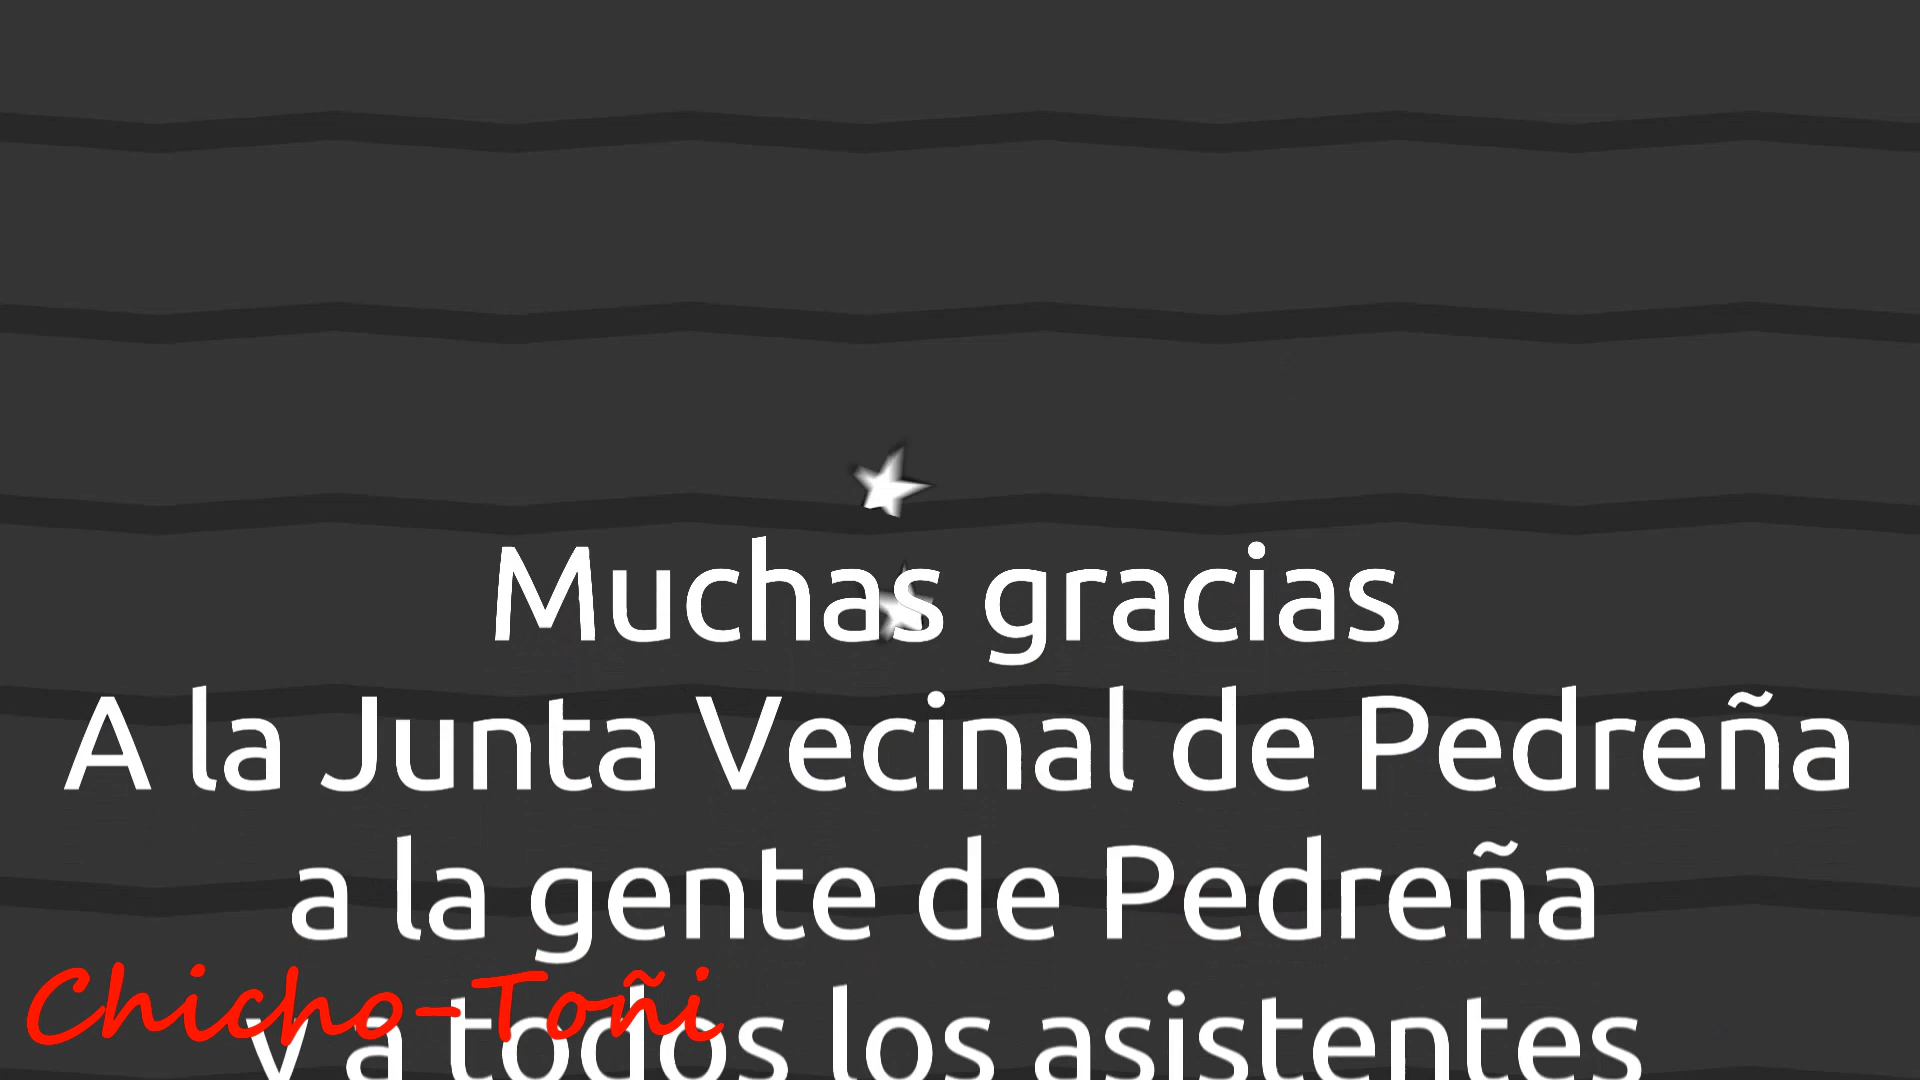 Muchas gracias
A la Junta Vecinal de Pedreña
a la gente de Pedreña
y a todos los asistentes
Chicho-Toñi